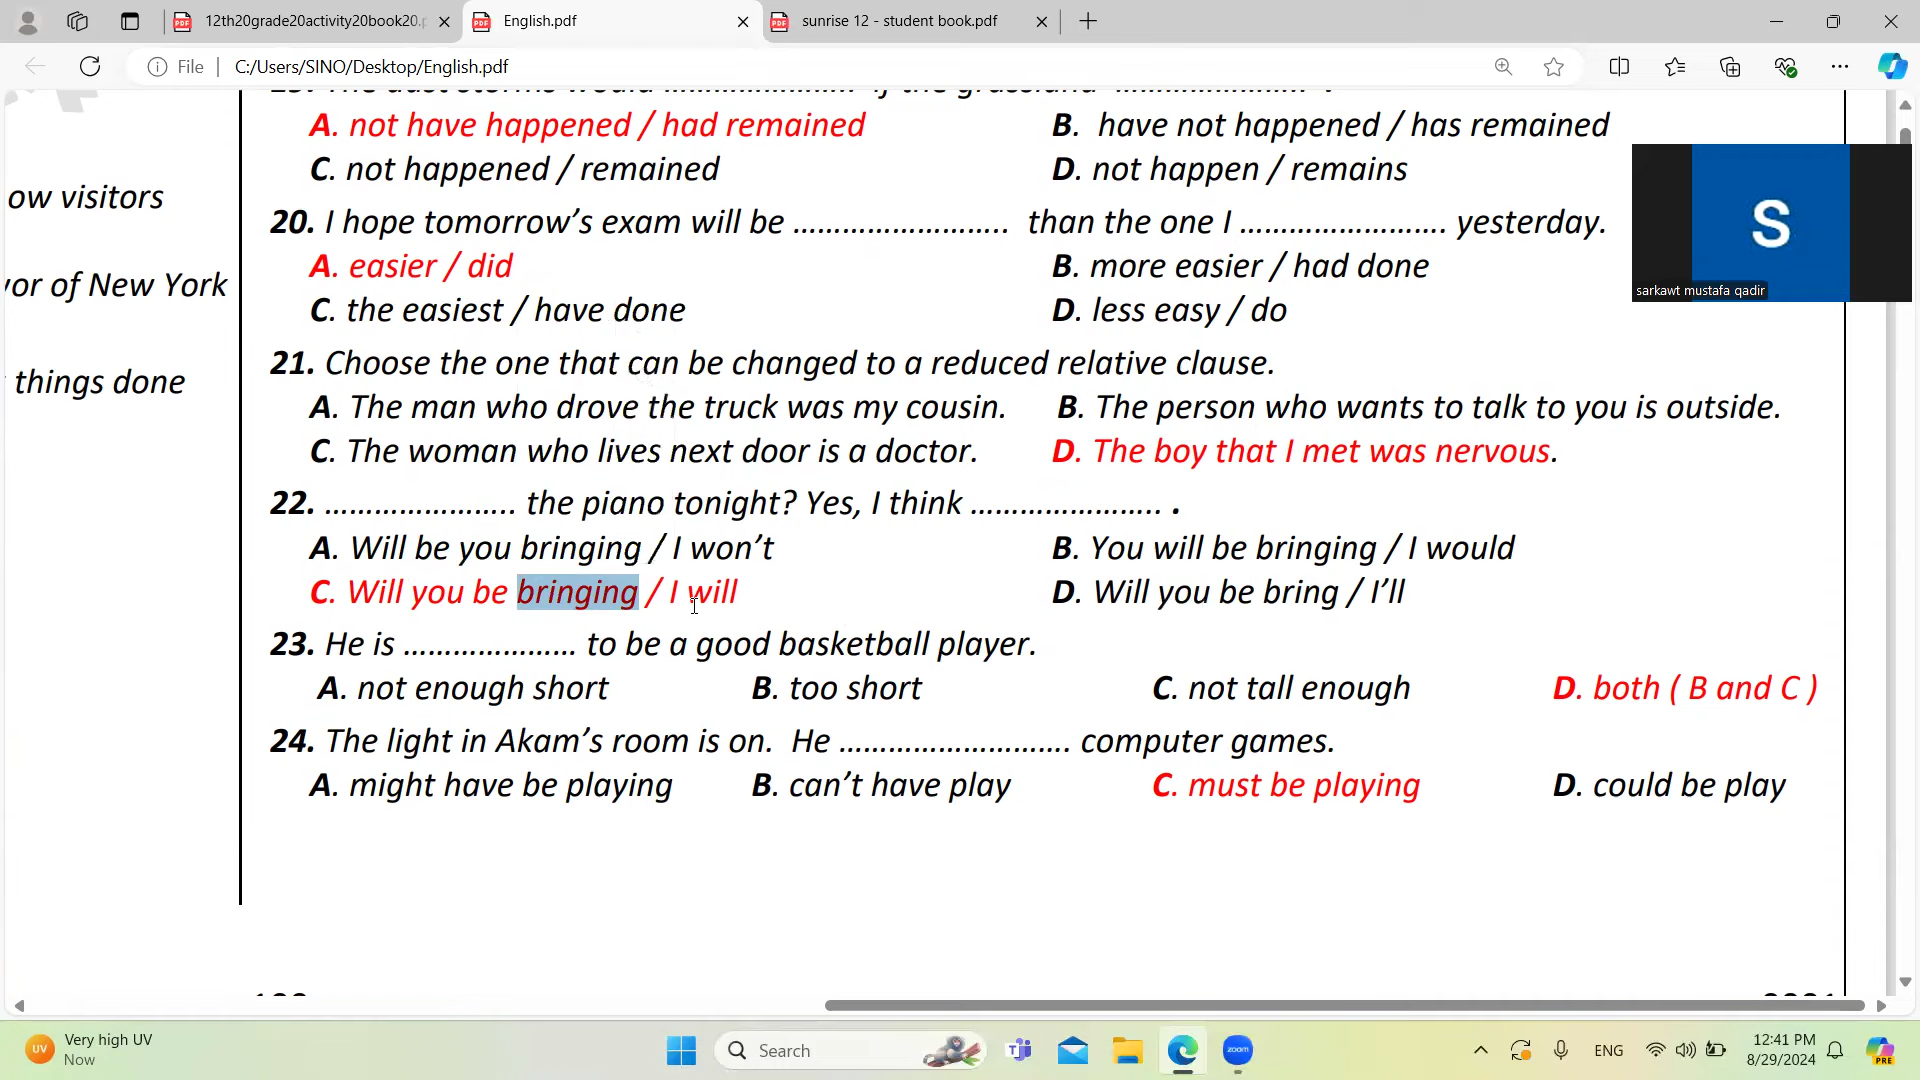 12th20grade20activity20book20.p
English.pdf
sunrise 12 - student book.pdf
File
C:/Users/SINO/Desktop/English.pdf
A. not have happened / had remained
B. have not happened / has remained
C. not happened / remained
D. not happen / remains
ow visitors
20. I hope tomorrow’s exam will be …………………….. than the one I ……………………. yesterday.
S
sarkawt mustafa qadir
A. easier / did
B. more easier / had done
yor of New York
C. the easiest / have done
D. less easy / do
21. Choose the one that can be changed to a reduced relative clause.
things done
A. The man who drove the truck was my cousin.
B. The person who wants to talk to you is outside.
C. The woman who lives next door is a doctor.
D. The boy that I met was nervous.
22. ………………….. the piano tonight? Yes, I think ………………….. .
A. Will be you bringing / I won’t
B. You will be bringing / I would
C. Will you be bringing / I will
D. Will you be bring / I’ll
23. He is ………………… to be a good basketball player.
A. not enough short
B. too short
C. not tall enough
D. both ( B and C )
24. The light in Akam’s room is on. He ………………………. computer games.
A. might have be playing
B. can’t have play
C. must be playing
D. could be play
UV
Very high UV
Now
Search
zoom
ENG
12:41 PM
8/29/2024
PRE